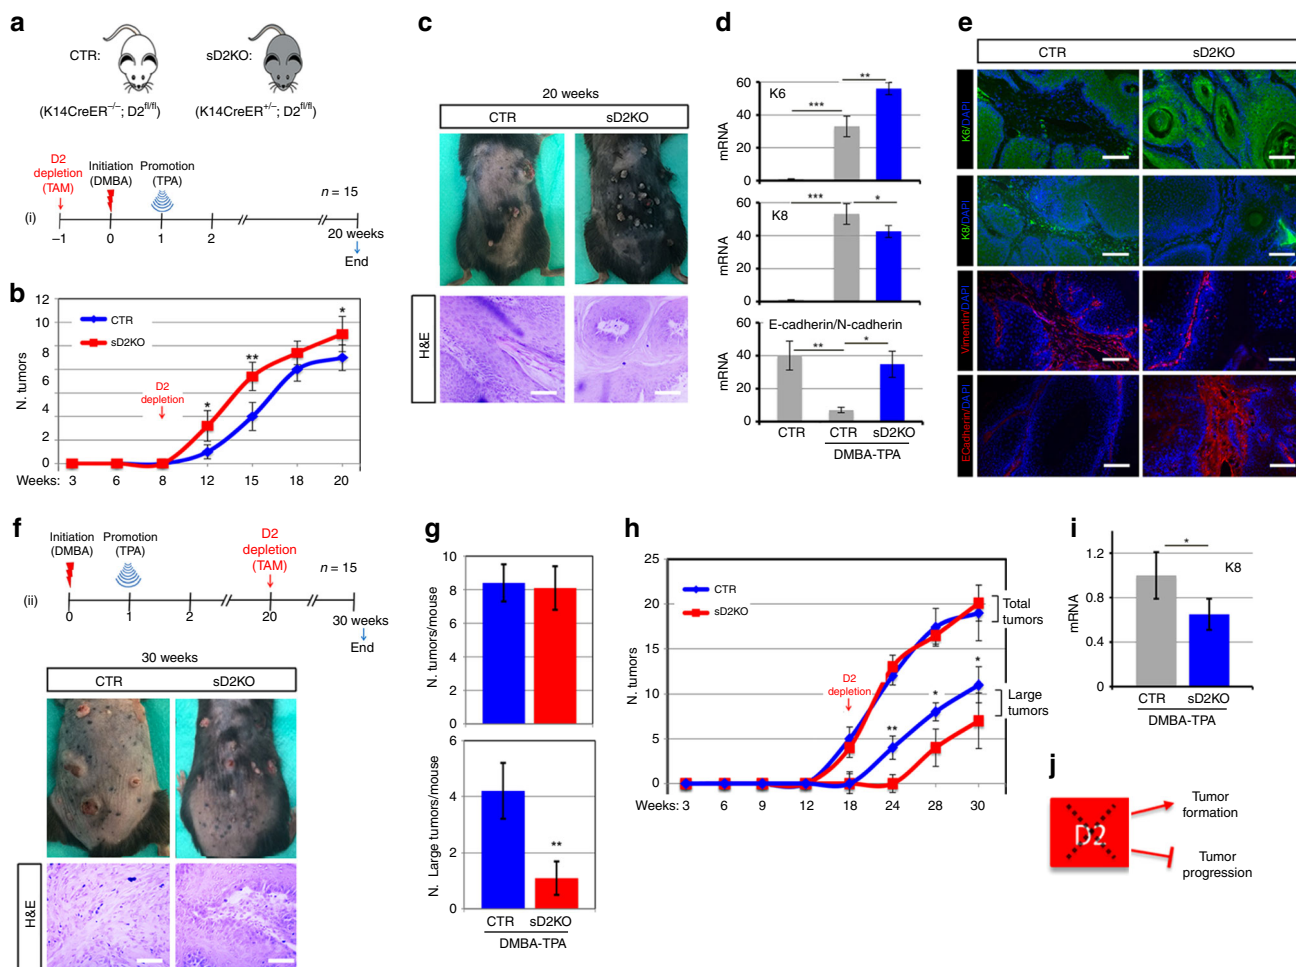 a
CTR:
sD2KO:
(K14CreER−/−; D2fl/fl)
(K14CreER+/−; D2fl/fl)
D2
depletion
(TAM)
Initiation
(DMBA)
Promotion
(TPA)
n = 15
(i)
−1
0
1
2
20 weeks
End
b
N. tumors
12
10
8
6
4
2
0
CTR
sD2KO
D2
depletion
*
**
*
Weeks: 3 6 8 12 15 18 20
c
20 weeks
CTR
sD2KO
H&E
d
60
40
20
0
mRNA
K6
***
**
60
40
20
0
mRNA
K8
***
*
60
40
20
0
mRNA
E-cadherin/N-cadherin
**
*
CTR
CTR
sD2KO
DMBA-TPA
e
CTR
sD2KO
K6/DAPI
K8/DAPI
Vimentin/DAPI
ECadherin/DAPI
f
Initiation
(DMBA)
Promotion
(TPA)
D2
depletion
(TAM)
n = 15
(ii)
0
1
2
20
30 weeks
End
30 weeks
CTR
sD2KO
H&E
g
N. tumors/mouse
10
8
6
4
2
0
N. Large tumors/mouse
6
4
2
0
**
CTR
sD2KO
DMBA-TPA
h
N. tumors
25
20
15
10
5
0
CTR
sD2KO
D2
depletion
**
*
*
Total
tumors
Large
tumors
Weeks: 3 6 9 12 18 24 28 30
i
mRNA
1.2
0.8
0.4
0
*
K8
CTR
sD2KO
DMBA-TPA
j
D2
Tumor
formation
Tumor
progression